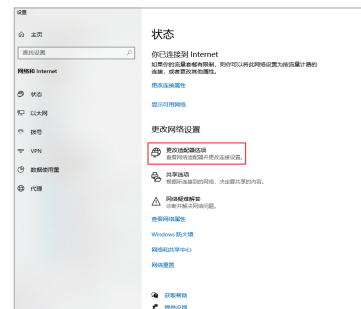 设置
主页
查找设置
网络和 Internet
状态
以太网
拨号
VPN
数据使用量
代理
状态
你已连接到 Internet
如果你的流量套餐有限制，则你可以将此网络设置为按流量计费的
连接，或者更改其他属性。
更改连接属性
显示可用网络
更改网络设置
更改适配器选项
查看网络适配器并更改连接设置。
共享选项
根据所连接到的网络，决定要共享的内容。
网络疑难解答
诊断并解决网络问题。
查看网络属性
Windows 防火墙
网络和共享中心
网络重置
获取帮助
提供反馈